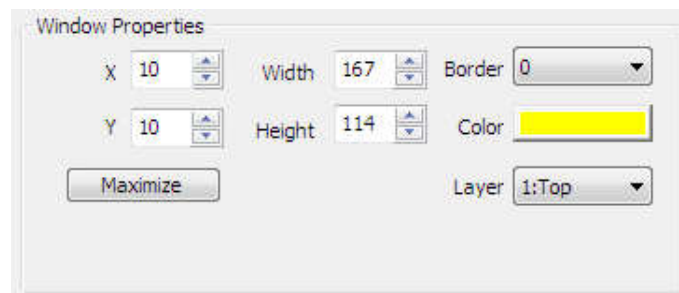 Window Properties
X 10 Width 167 Border 0
Y 10 Height 114 Color
Maximize Layer 1:Top